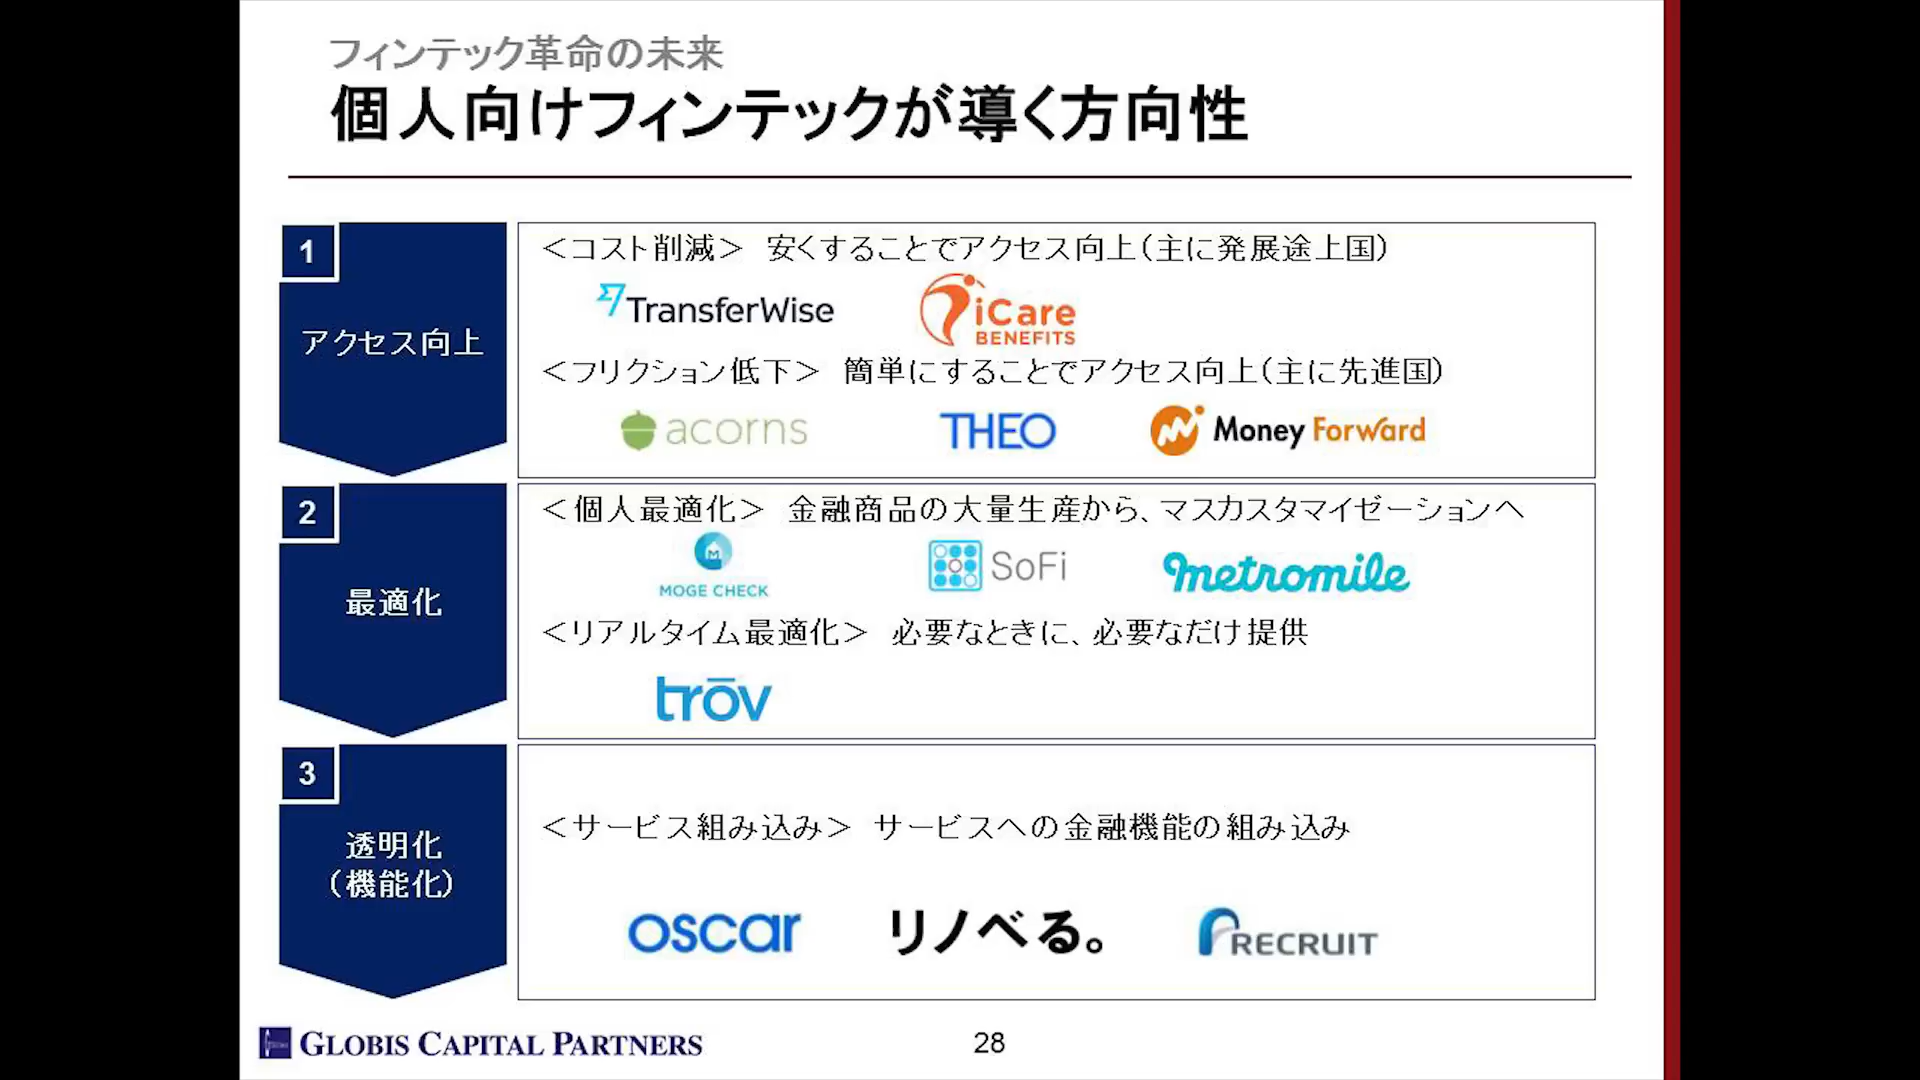 フィンテック革命の未来
個人向けフィンテックが導く方向性
1
アクセス向上
＜コスト削減＞ 安くすることでアクセス向上（主に発展途上国）
TransferWise
iCare
BENEFITS
＜フリクション低下＞ 簡単にすることでアクセス向上（主に先進国）
acorns
THEO
Money Forward
2
最適化
＜個人最適化＞ 金融商品の大量生産から、マスカスタマイゼーションへ
M
MOGE CHECK
SoFi
metromile
＜リアルタイム最適化＞ 必要なときに、必要なだけ提供
trōv
3
透明化
（機能化）
＜サービス組み込み＞ サービスへの金融機能の組み込み
oscar
リノベる。
RECRUIT
GLOBIS CAPITAL PARTNERS
28